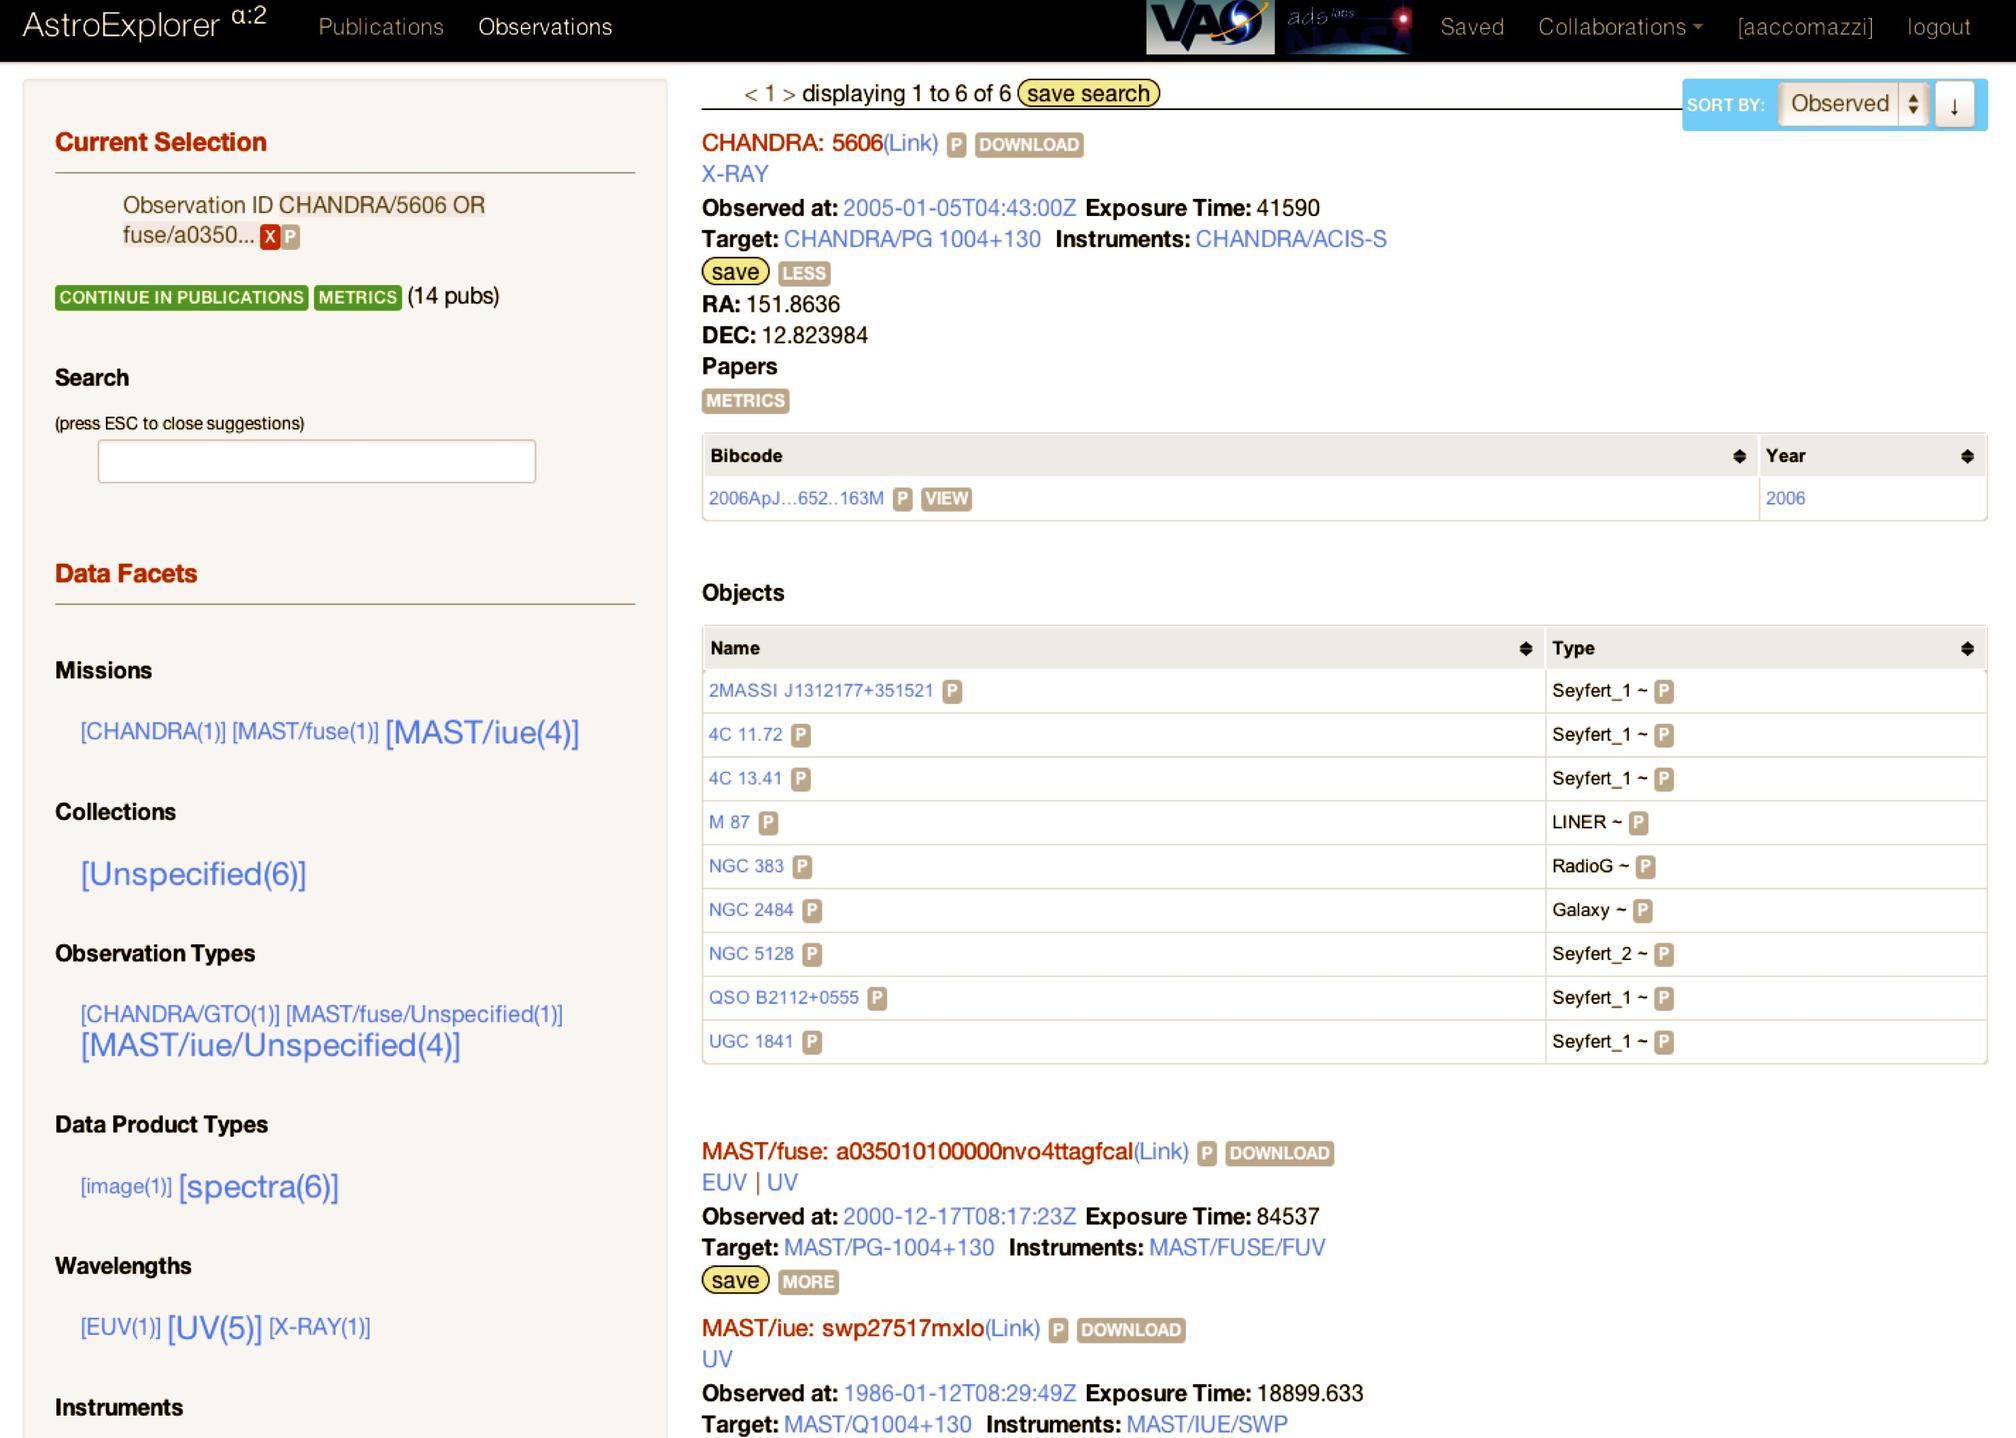 AstroExplorer α:2 Publications Observations VAO ads labs NASA Saved Collaborations [aaccomazzi] logout
Current Selection
Observation ID CHANDRA/5606 OR
fuse/a0350... X P
CONTINUE IN PUBLICATIONS METRICS (14 pubs)
Search
(press ESC to close suggestions)
Data Facets
Missions
[CHANDRA(1)] [MAST/fuse(1)] [MAST/iue(4)]
Collections
[Unspecified(6)]
Observation Types
[CHANDRA/GTO(1)] [MAST/fuse/Unspecified(1)]
[MAST/iue/Unspecified(4)]
Data Product Types
[image(1)] [spectra(6)]
Wavelengths
[EUV(1)] [UV(5)] [X-RAY(1)]
Instruments
< 1 > displaying 1 to 6 of 6 save search
SORT BY: Observed ↓
CHANDRA: 5606(Link) P DOWNLOAD
X-RAY
Observed at: 2005-01-05T04:43:00Z Exposure Time: 41590
Target: CHANDRA/PG 1004+130 Instruments: CHANDRA/ACIS-S
save LESS
RA: 151.8636
DEC: 12.823984
Papers
METRICS
Bibcode Year
2006ApJ...652..163M P VIEW 2006
Objects
Name Type
2MASSI J1312177+351521 P Seyfert_1 ~ P
4C 11.72 P Seyfert_1 ~ P
4C 13.41 P Seyfert_1 ~ P
M 87 P LINER ~ P
NGC 383 P RadioG ~ P
NGC 2484 P Galaxy ~ P
NGC 5128 P Seyfert_2 ~ P
QSO B2112+0555 P Seyfert_1 ~ P
UGC 1841 P Seyfert_1 ~ P
MAST/fuse: a035010100000nvo4ttagfcal(Link) P DOWNLOAD
EUV | UV
Observed at: 2000-12-17T08:17:23Z Exposure Time: 84537
Target: MAST/PG-1004+130 Instruments: MAST/FUSE/FUV
save MORE
MAST/iue: swp27517mxlo(Link) P DOWNLOAD
UV
Observed at: 1986-01-12T08:29:49Z Exposure Time: 18899.633
Target: MAST/Q1004+130 Instruments: MAST/IUE/SWP